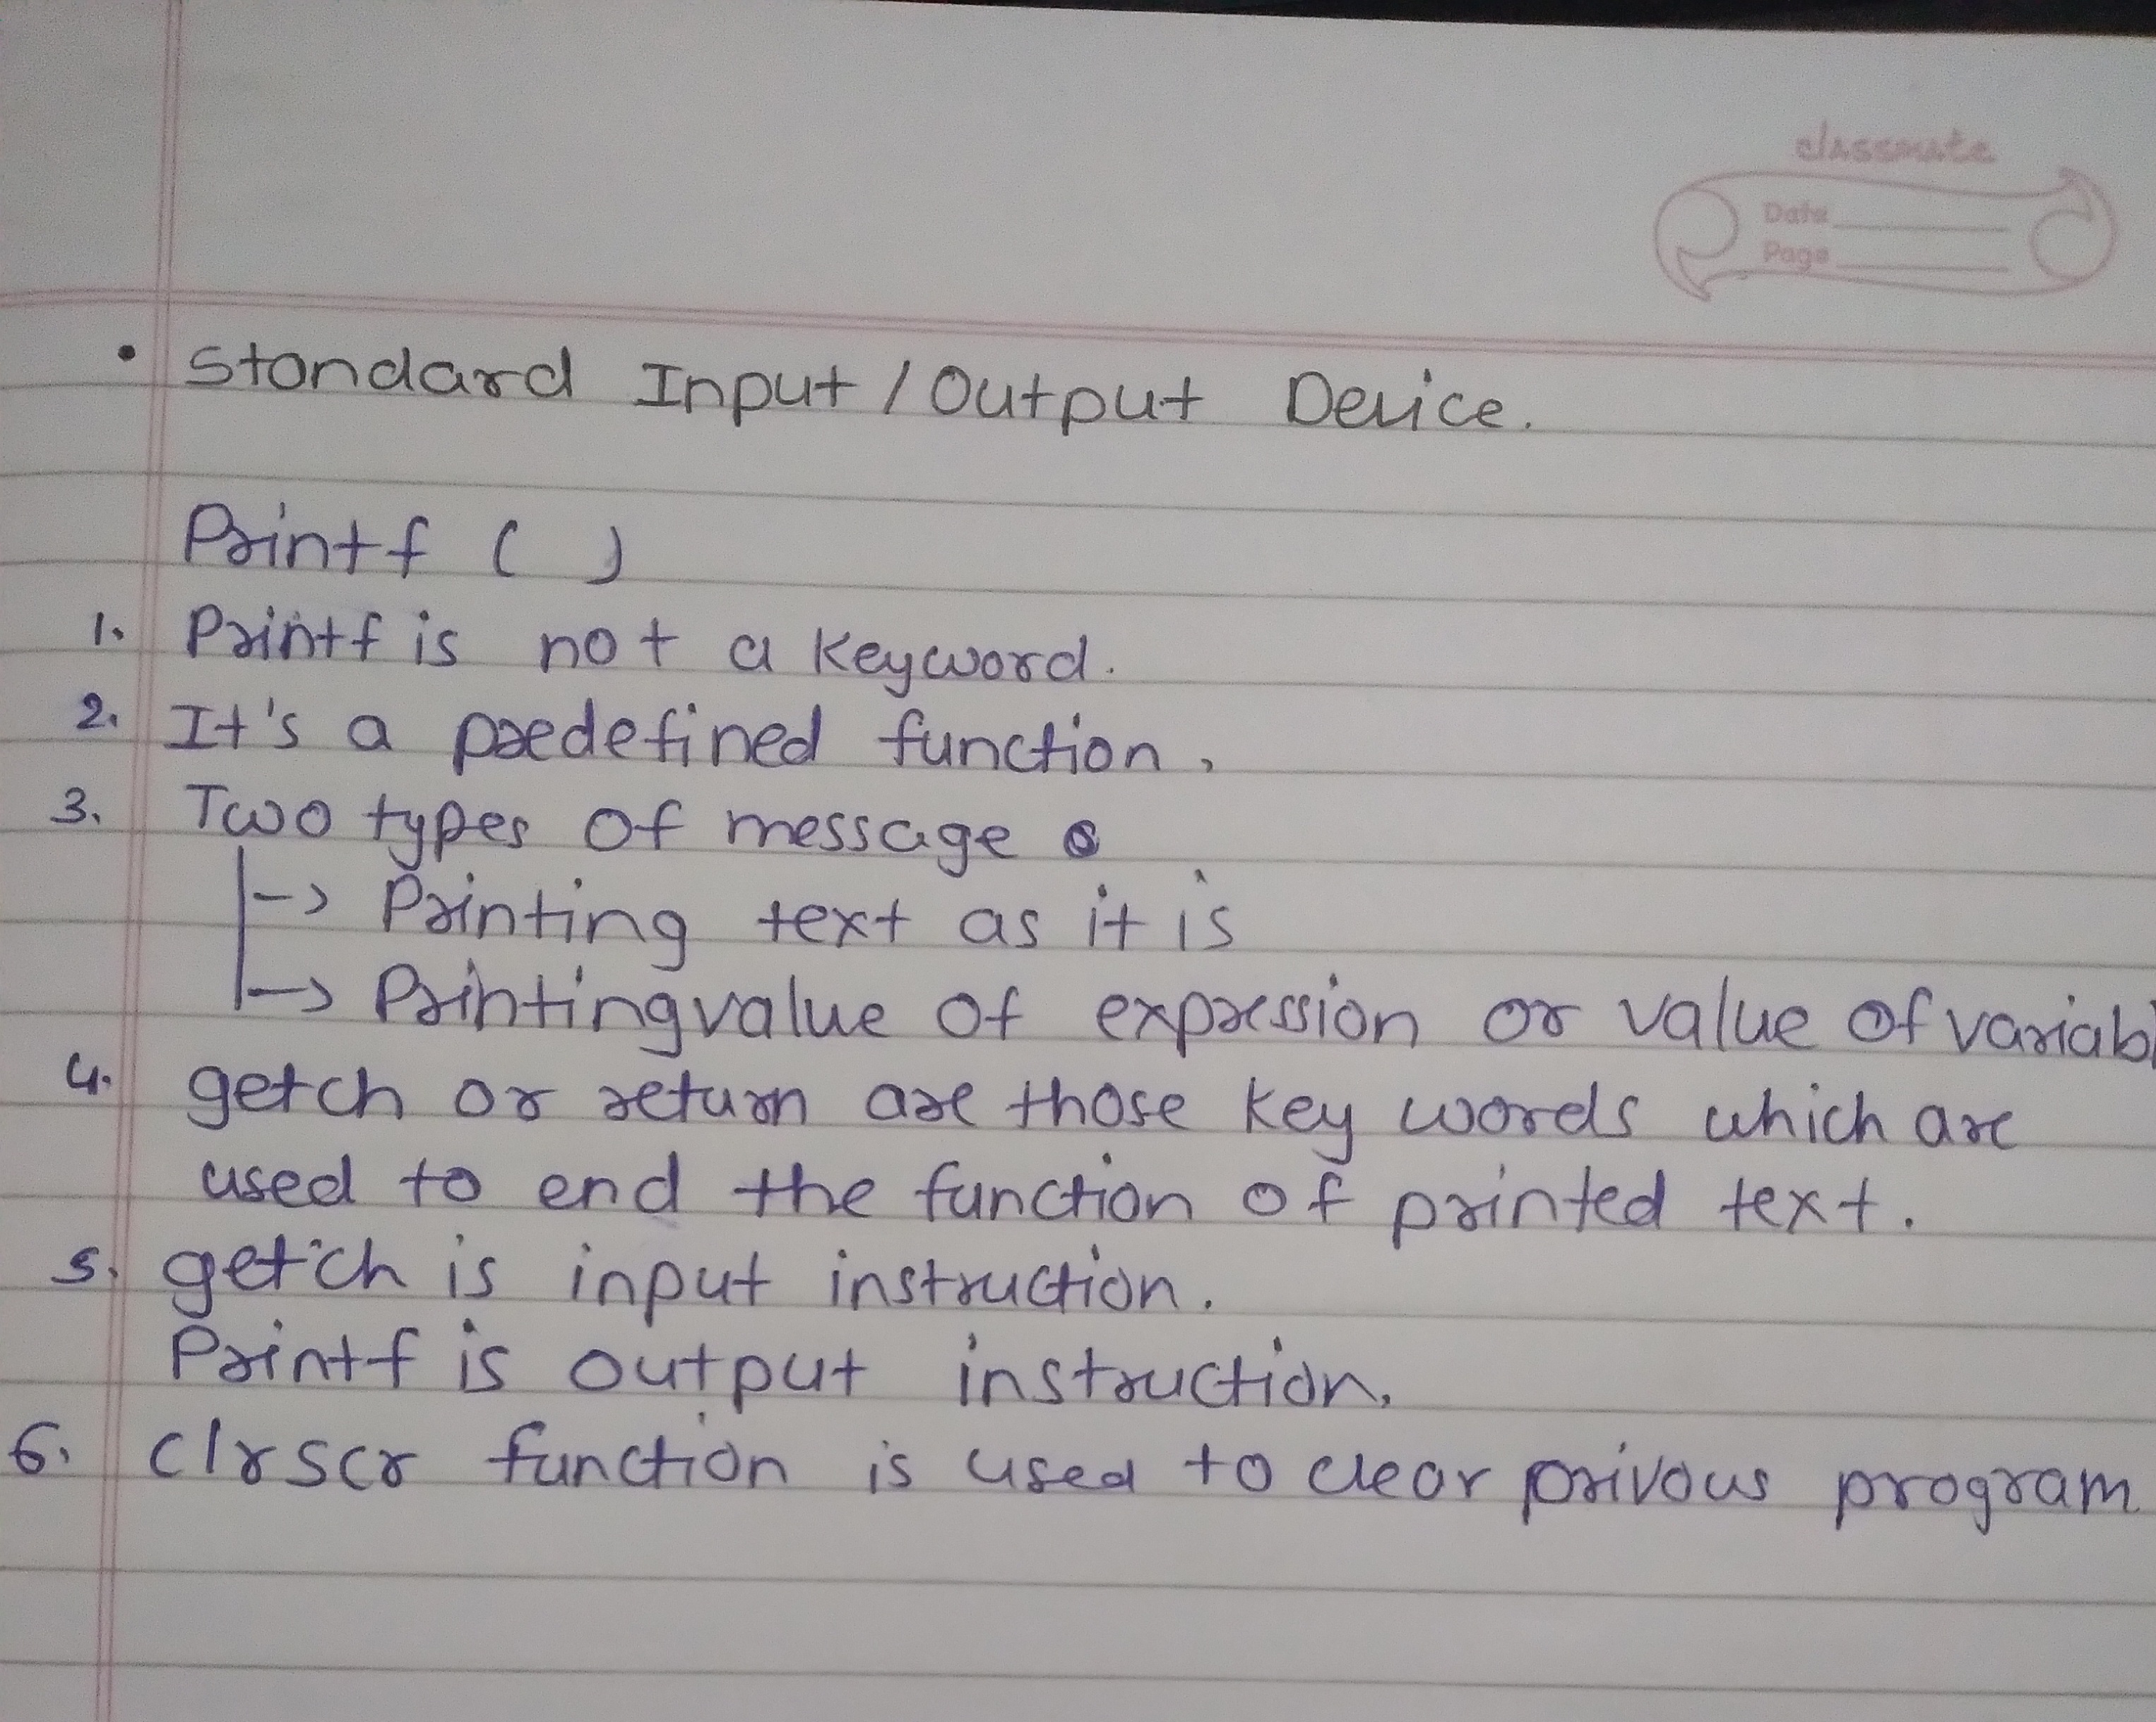 classmate
Date
Page
• Standard Input / Output Device.
Printf ( )
1. Printf is not a keyword.
2. It's a predefined function.
3. Two types of message
|-> Printing text as it is
|-> Printing value of expression or value of variabl
4. getch or return are those key words which are
used to end the function of printed text.
5. getch is input instruction.
Printf is output instruction.
6. clrscr function is used to clear privous program